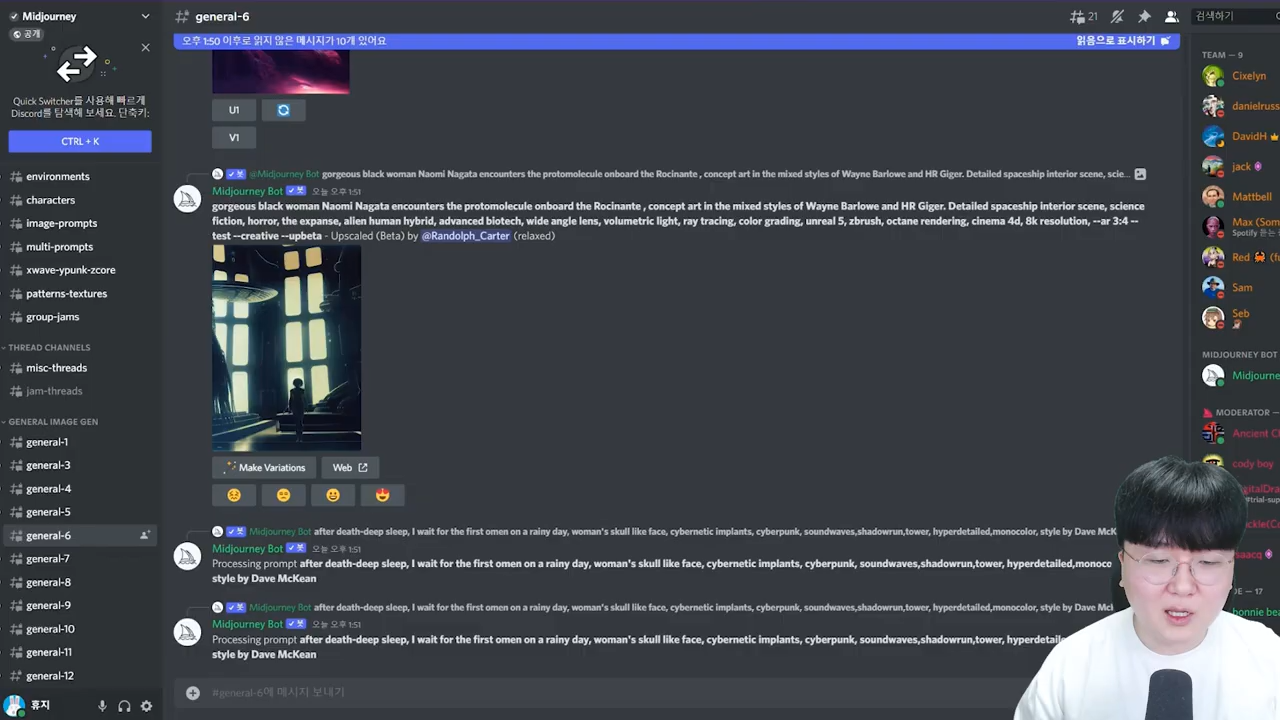 Midjourney
공개
Quick Switcher를 사용해 빠르게
Discord를 탐색해 보세요. 단축키:
CTRL + K
environments
characters
image-prompts
multi-prompts
xwave-ypunk-zcore
patterns-textures
group-jams
THREAD CHANNELS
misc-threads
jam-threads
GENERAL IMAGE GEN
general-1
general-3
general-4
general-5
general-6
general-7
general-8
general-9
general-10
general-11
general-12
휴지
general-6
21
검색하기
오후 1:50 이후로 읽지 않은 메시지가 10개 있어요
읽음으로 표시하기
U1
V1
봇 @Midjourney Bot gorgeous black woman Naomi Nagata encounters the protomolecule onboard the Rocinante , concept art in the mixed styles of Wayne Barlowe and HR Giger. Detailed spaceship interior scene, scie...
Midjourney Bot 봇 오늘 오후 1:51
gorgeous black woman Naomi Nagata encounters the protomolecule onboard the Rocinante , concept art in the mixed styles of Wayne Barlowe and HR Giger. Detailed spaceship interior scene, science
fiction, horror, the expanse, alien human hybrid, advanced biotech, wide angle lens, volumetric light, ray tracing, color grading, unreal 5, zbrush, octane rendering, cinema 4d, 8k resolution, --ar 3:4 --
test --creative --upbeta - Upscaled (Beta) by @Randolph_Carter (relaxed)
Make Variations
Web
봇 Midjourney Bot after death-deep sleep, I wait for the first omen on a rainy day, woman's skull like face, cybernetic implants, cyberpunk, soundwaves,shadowrun,tower, hyperdetailed,monocolor, style by Dave McK
Midjourney Bot 봇 오늘 오후 1:51
Processing prompt after death-deep sleep, I wait for the first omen on a rainy day, woman's skull like face, cybernetic implants, cyberpunk, soundwaves,shadowrun,tower, hyperdetailed,monoco
style by Dave McKean
봇 Midjourney Bot after death-deep sleep, I wait for the first omen on a rainy day, woman's skull like face, cybernetic implants, cyberpunk, soundwaves,shadowrun,tower, hyperdetailed,monocolor, style by Dave McK
Midjourney Bot 봇 오늘 오후 1:51
Processing prompt after death-deep sleep, I wait for the first omen on a rainy day, woman's skull like face, cybernetic implants, cyberpunk, soundwaves,shadowrun,tower, hyperdetailed
style by Dave McKean
#general-6에 메시지 보내기
TEAM — 9
Cixelyn
danielruss
DavidH
jack
Mattbell
Max (Som
Spotify 듣는
Red (fu
Sam
Seb
MIDJOURNEY BOT
Midjourne
MODERATOR —
Ancient C
cody boy
DigitalDra
#trial-sup
ickle(Ca
saacq
DE — 17
bonnie bea